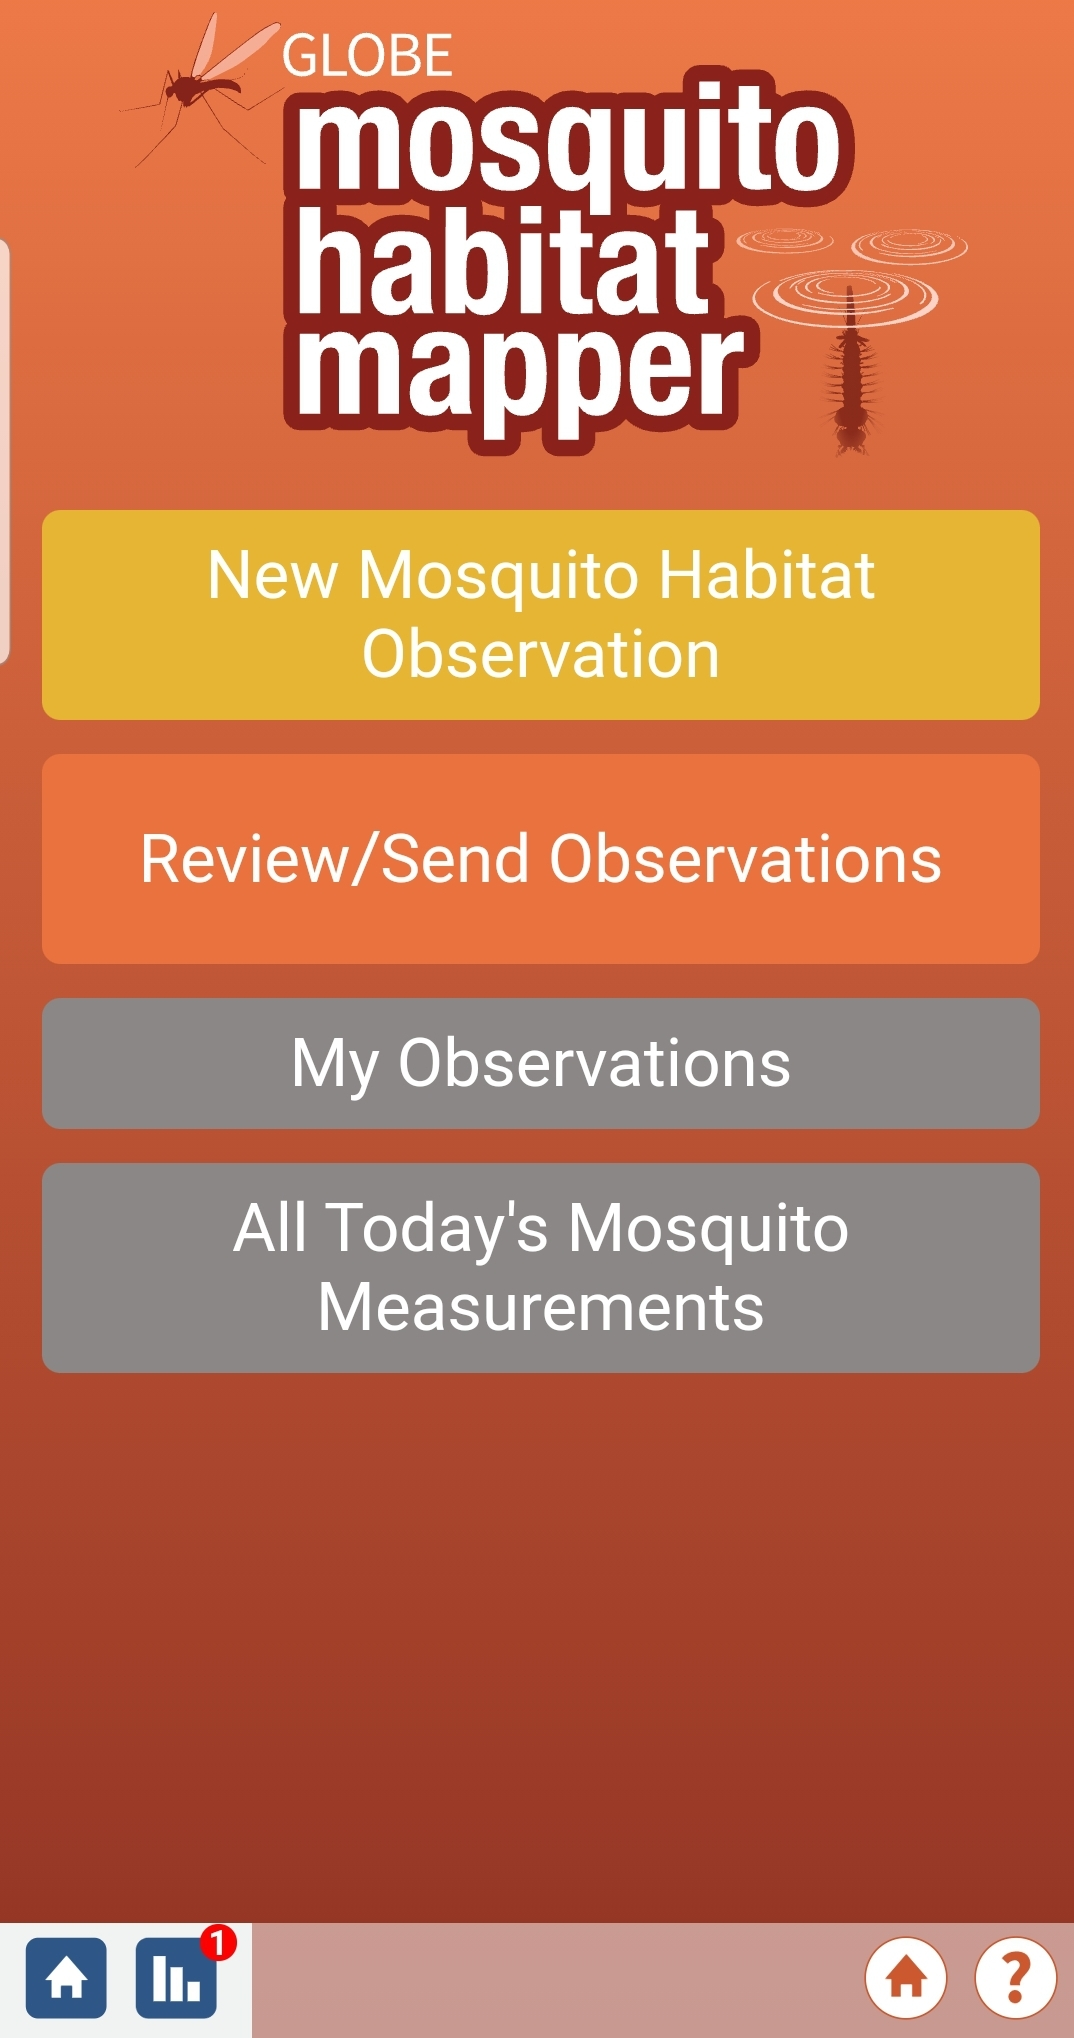 GLOBE
mosquito
habitat
mapper
New Mosquito Habitat
Observation
Review/Send Observations
My Observations
All Today's Mosquito
Measurements
1
?